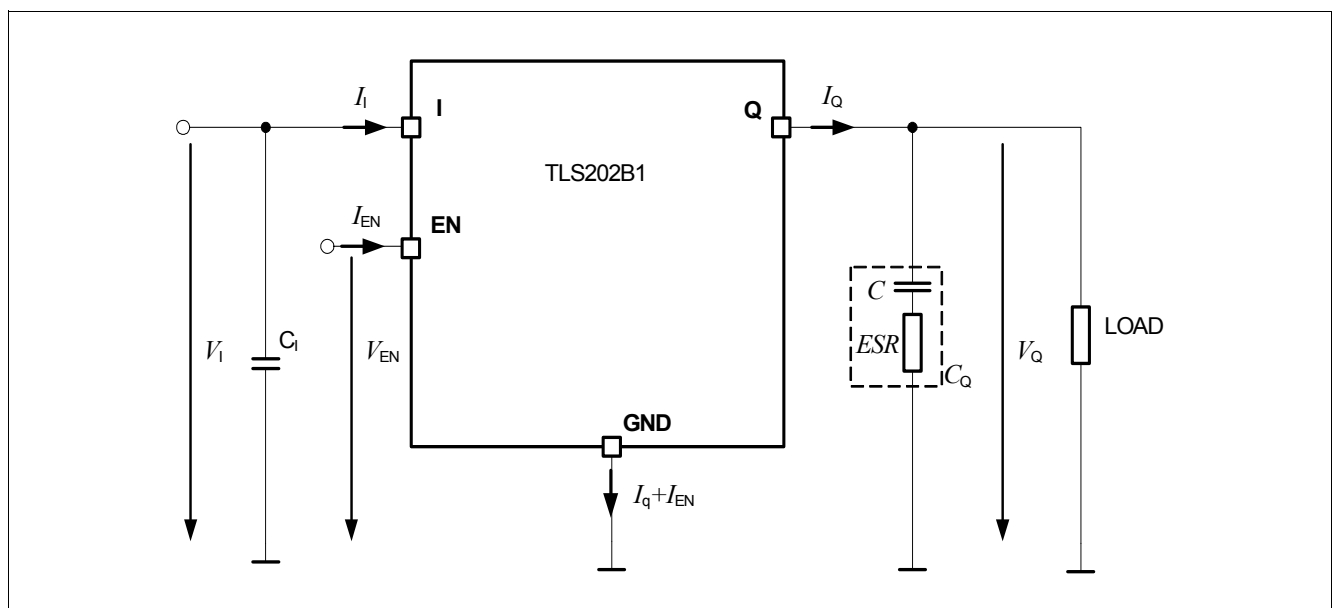 I_I
I
Q
I_Q
TLS202B1
I_EN
EN
C
LOAD
V_I
C_I
V_EN
ESR
V_Q
C_Q
GND
I_q+I_EN